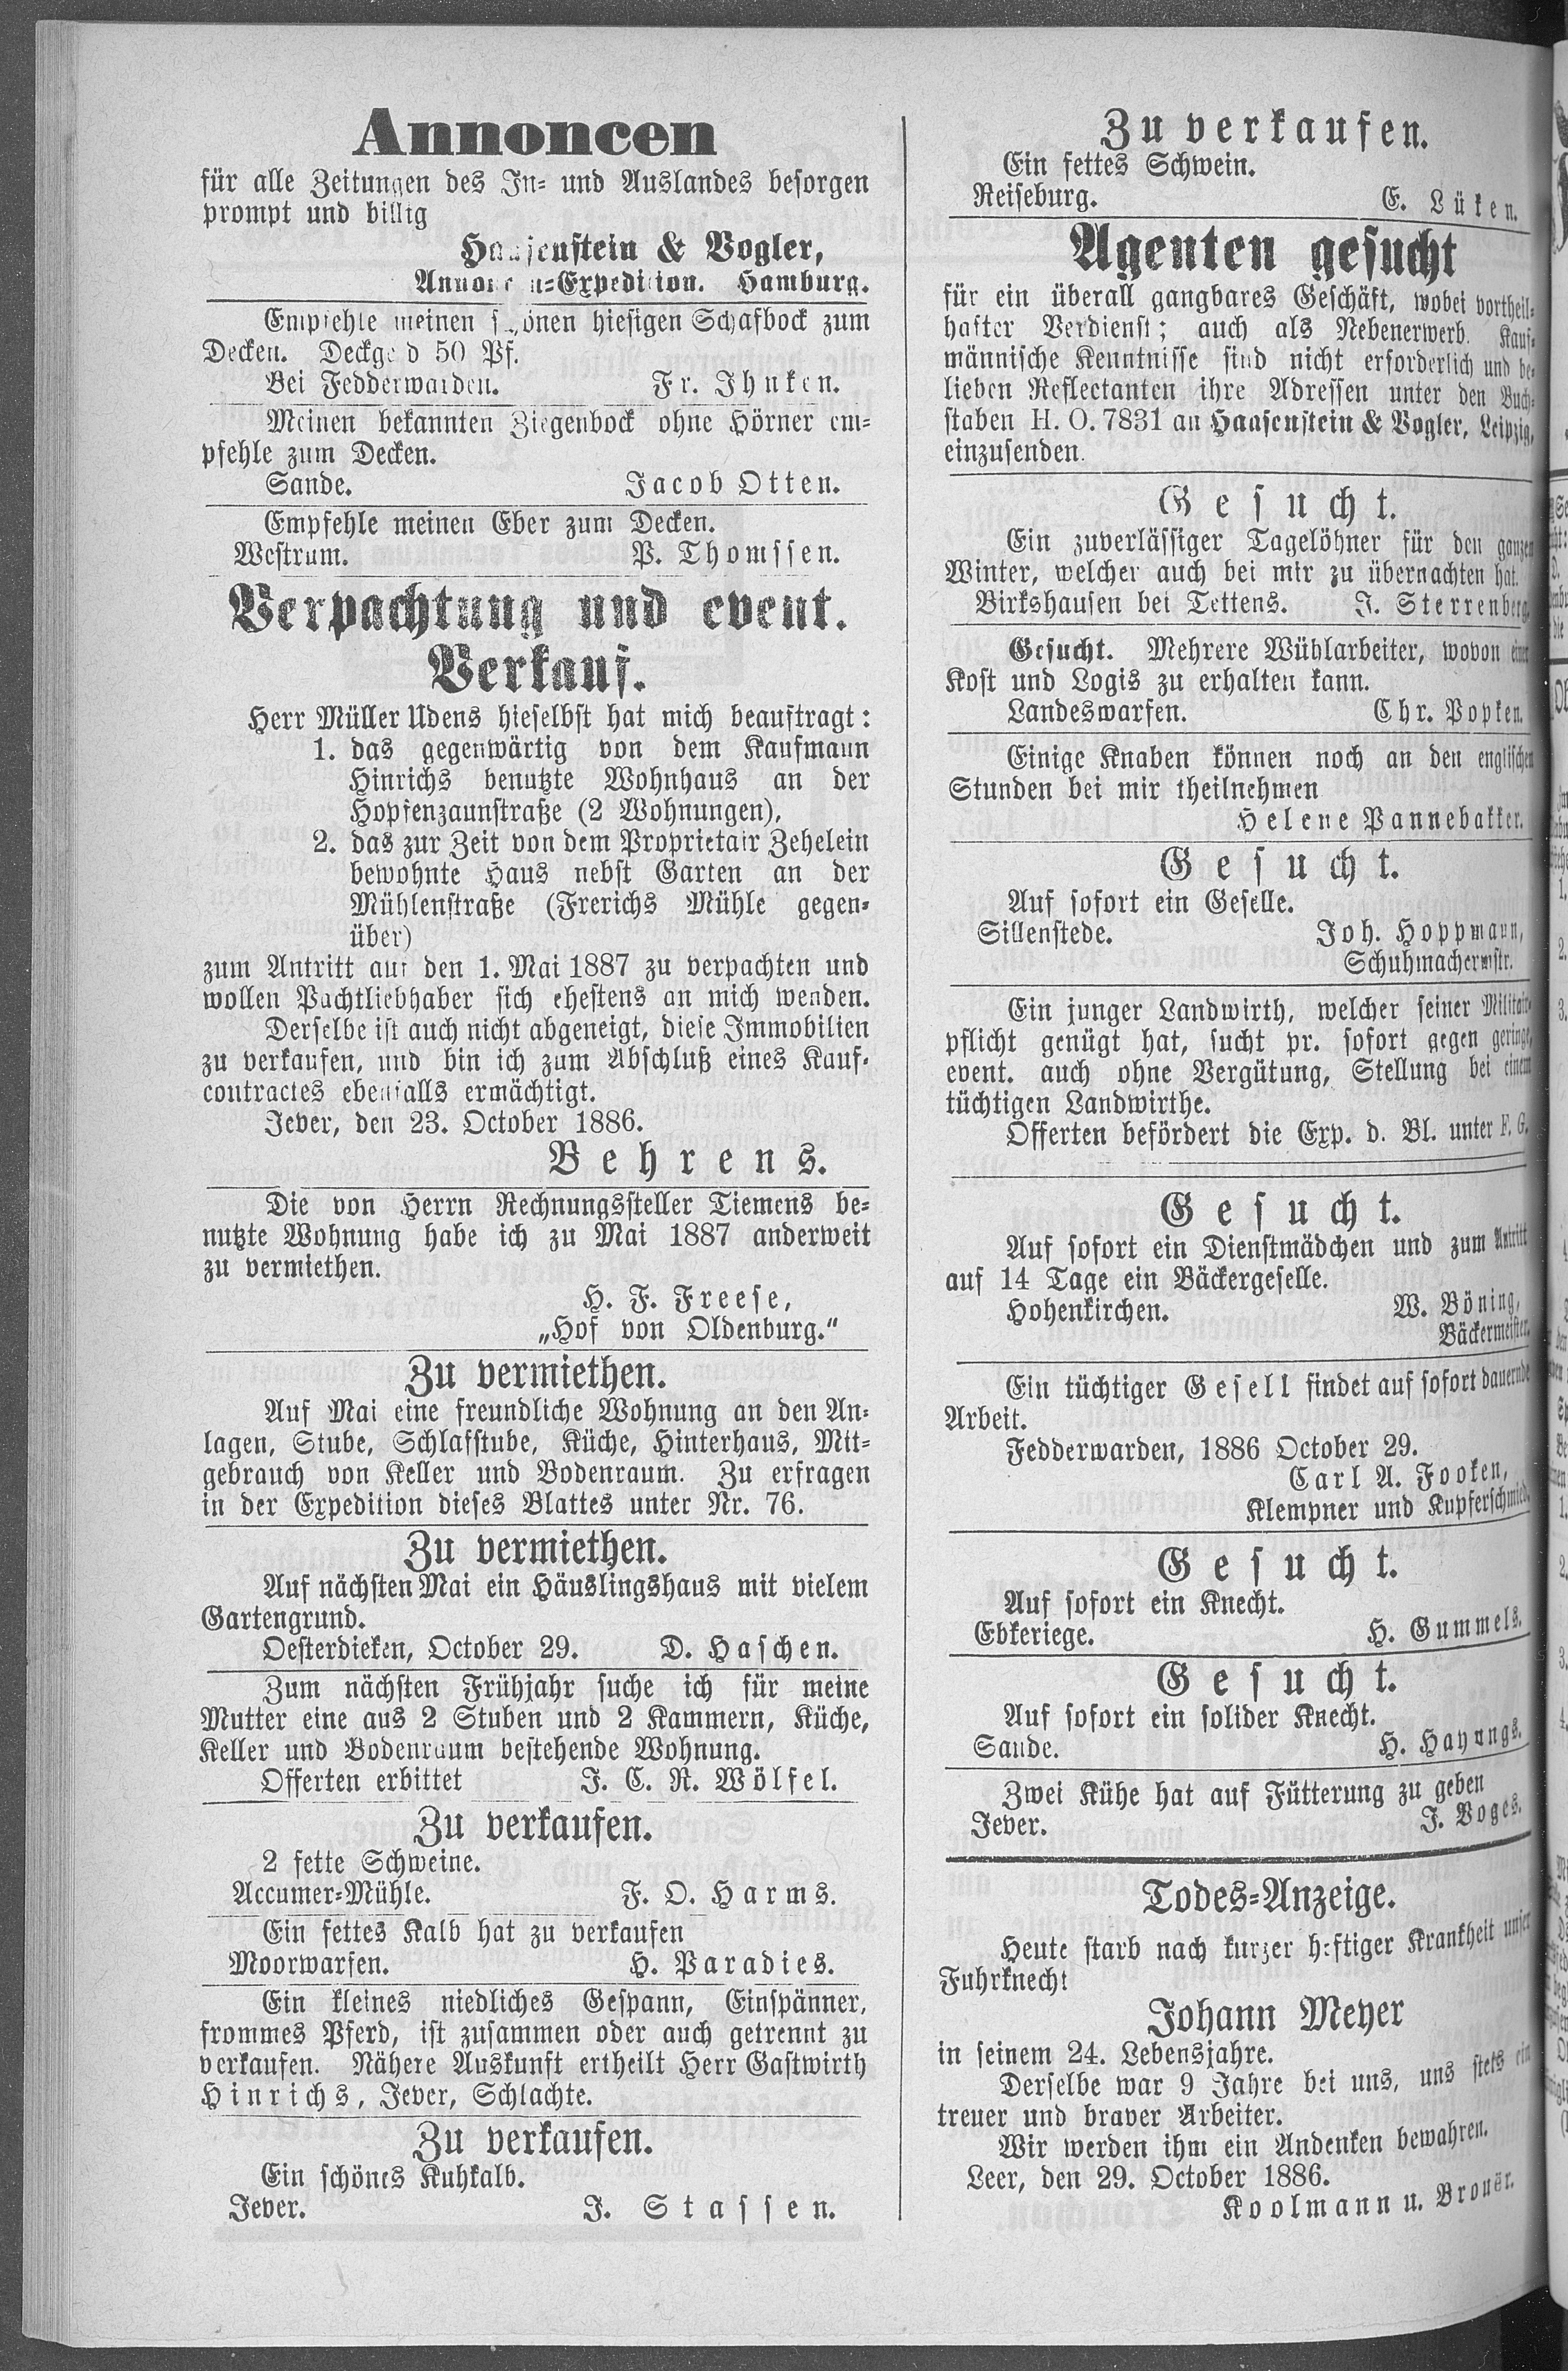 Annoncen
für alle Zeitungen des In= und Auslandes besorgen
prompt und billig
Haasenstein & Vogler,
Annoncen=Expedition. Hamburg.
Empfehle meinen schönen hiesigen Schafbock zum
Decken. Deckgeld 50 Pf.
Bei Fedderwarden. Fr. Ihnken.
Meinen bekannten Ziegenbock ohne Hörner em=
pfehle zum Decken.
Sande. Jacob Otten.
Empfehle meinen Eber zum Decken.
Westrum. P. Thomssen.
Verpachtung und event.
Verkauf.
Herr Müller Udens hieselbst hat mich beauftragt:
1. das gegenwärtig von dem Kaufmann
Hinrichs benutzte Wohnhaus an der
Hopfenzaunstraße (2 Wohnungen),
2. das zur Zeit von dem Proprietair Zehelein
bewohnte Haus nebst Garten an der
Mühlenstraße (Frerichs Mühle gegen=
über)
zum Antritt auf den 1. Mai 1887 zu verpachten und
wollen Pachtliebhaber sich ehestens an mich wenden.
Derselbe ist auch nicht abgeneigt, diese Immobilien
zu verkaufen, und bin ich zum Abschluß eines Kauf=
contractes ebenfalls ermächtigt.
Jever, den 23. October 1886.
Behrens.
Die von Herrn Rechnungssteller Tiemens be=
nutzte Wohnung habe ich zu Mai 1887 anderweit
zu vermiethen.
H. F. Freese,
„Hof von Oldenburg.“
Zu vermiethen.
Auf Mai eine freundliche Wohnung an den An=
lagen, Stube, Schlafstube, Küche, Hinterhaus, Mit=
gebrauch von Keller und Bodenraum. Zu erfragen
in der Expedition dieses Blattes unter Nr. 76.
Zu vermiethen.
Auf nächsten Mai ein Häuslingshaus mit vielem
Gartengrund.
Oesterdieken, October 29. D. Haschen.
Zum nächsten Frühjahr suche ich für meine
Mutter eine aus 2 Stuben und 2 Kammern, Küche,
Keller und Bodenraum bestehende Wohnung.
Offerten erbittet J. C. R. Wölfel.
Zu verkaufen.
2 fette Schweine.
Accumer=Mühle. F. O. Harms.
Ein fettes Kalb hat zu verkaufen
Moorwarfen. H. Paradies.
Ein kleines niedliches Gespann, Einspänner,
frommes Pferd, ist zusammen oder auch getrennt zu
verkaufen. Nähere Auskunft ertheilt Herr Gastwirth
Hinrichs, Jever, Schlachte.
Zu verkaufen.
Ein schönes Kuhkalb.
Jever. J. Stassen.
Zu verkaufen.
Ein fettes Schwein.
Reiseburg. E. Lüken.
Agenten gesucht
für ein überall gangbares Geschäft, wobei vortheil=
hafter Verdienst; auch als Nebenerwerb. Kauf=
männische Kenntnisse sind nicht erforderlich und be=
lieben Reflectanten ihre Adressen unter den Buch=
staben H. O. 7831 an Haasenstein & Vogler, Leipzig,
einzusenden.
Gesucht.
Ein zuverlässiger Tagelöhner für den ganzen
Winter, welcher auch bei mir zu übernachten hat.
Birkshausen bei Tettens. J. Sterrenberg.
Gesucht. Mehrere Wühlarbeiter, wovon einer
Kost und Logis zu erhalten kann.
Landeswarfen. Chr. Popken.
Einige Knaben können noch an den englischen
Stunden bei mir theilnehmen
Helene Pannebakker.
Gesucht.
Auf sofort ein Geselle.
Sillenstede. Joh. Hoppmann,
Schuhmachermstr.
Ein junger Landwirth, welcher seiner Militair=
pflicht genügt hat, sucht pr. sofort gegen geringe,
event. auch ohne Vergütung, Stellung bei einem
tüchtigen Landwirthe.
Offerten befördert die Exp. d. Bl. unter F. G.
Gesucht.
Auf sofort ein Dienstmädchen und zum Antritt
auf 14 Tage ein Bäckergeselle.
Hohenkirchen. W. Böning,
Bäckermeister.
Ein tüchtiger Gesell findet auf sofort dauernde
Arbeit.
Fedderwarden, 1886 October 29.
Carl A. Fooken,
Klempner und Kupferschmied.
Gesucht.
Auf sofort ein Knecht.
Ebkeriege. H. Gummels.
Gesucht.
Auf sofort ein solider Knecht.
Sande. H. Hayungs.
Zwei Kühe hat auf Fütterung zu geben
Jever. J. Voges.
Todes=Anzeige.
Heute starb nach kurzer heftiger Krankheit unser
Fuhrknecht
Johann Meyer
in seinem 24. Lebensjahre.
Derselbe war 9 Jahre bei uns, uns stets ein
treuer und braver Arbeiter.
Wir werden ihm ein Andenken bewahren.
Leer, den 29. October 1886.
Koolmann u. Brouër.